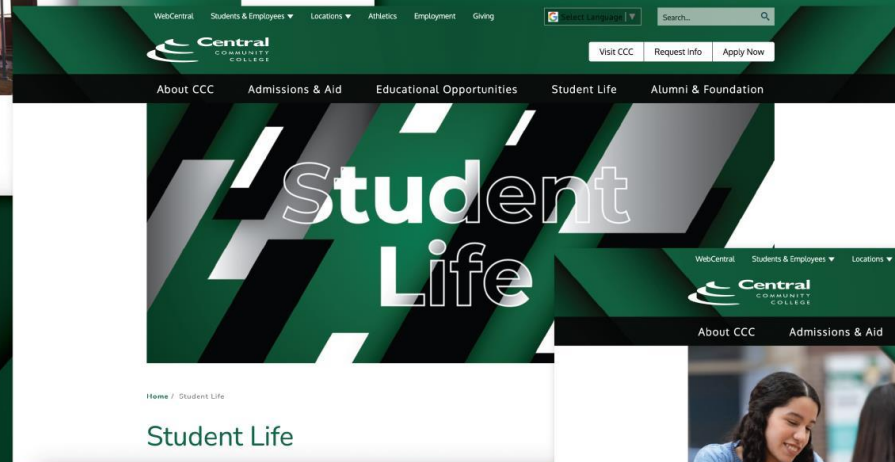 WebCentral Students & Employees ▼ Locations ▼ Athletics Employment Giving Select Language ▼ Search...
Central
COMMUNITY
COLLEGE
Visit CCC Request Info Apply Now
About CCC Admissions & Aid Educational Opportunities Student Life Alumni & Foundation
Student
Life
Home / Student Life
Student Life
WebCentral Students & Employees ▼ Locations ▼
Central
COMMUNITY
COLLEGE
About CCC Admissions & Aid